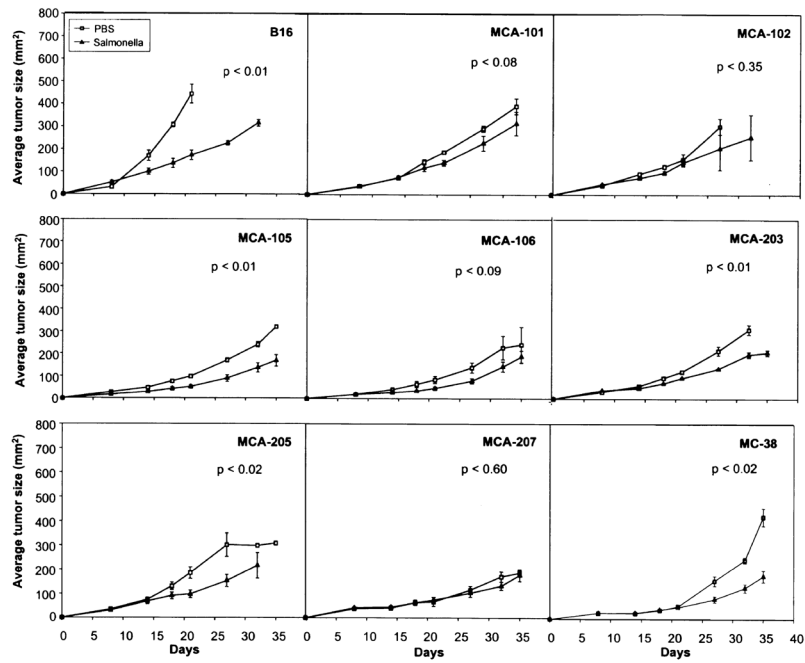 PBS
Salmonella
B16
p < 0.01
MCA-101
p < 0.08
MCA-102
p < 0.35
Average tumor size (mm²)
800
700
600
500
400
300
200
100
0
MCA-105
p < 0.01
MCA-106
p < 0.09
MCA-203
p < 0.01
Average tumor size (mm²)
800
700
600
500
400
300
200
100
0
MCA-205
p < 0.02
MCA-207
p < 0.60
MC-38
p < 0.02
Average tumor size (mm²)
800
700
600
500
400
300
200
100
0
0 5 10 15 20 25 30 35 0 5 10 15 20 25 30 35 0 5 10 15 20 25 30 35 40
Days Days Days